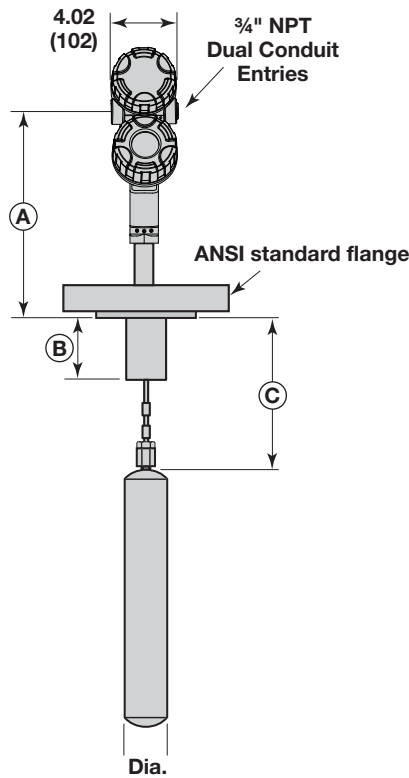 4.02
(102)
¾" NPT
Dual Conduit
Entries
A
ANSI standard flange
B
C
Dia.